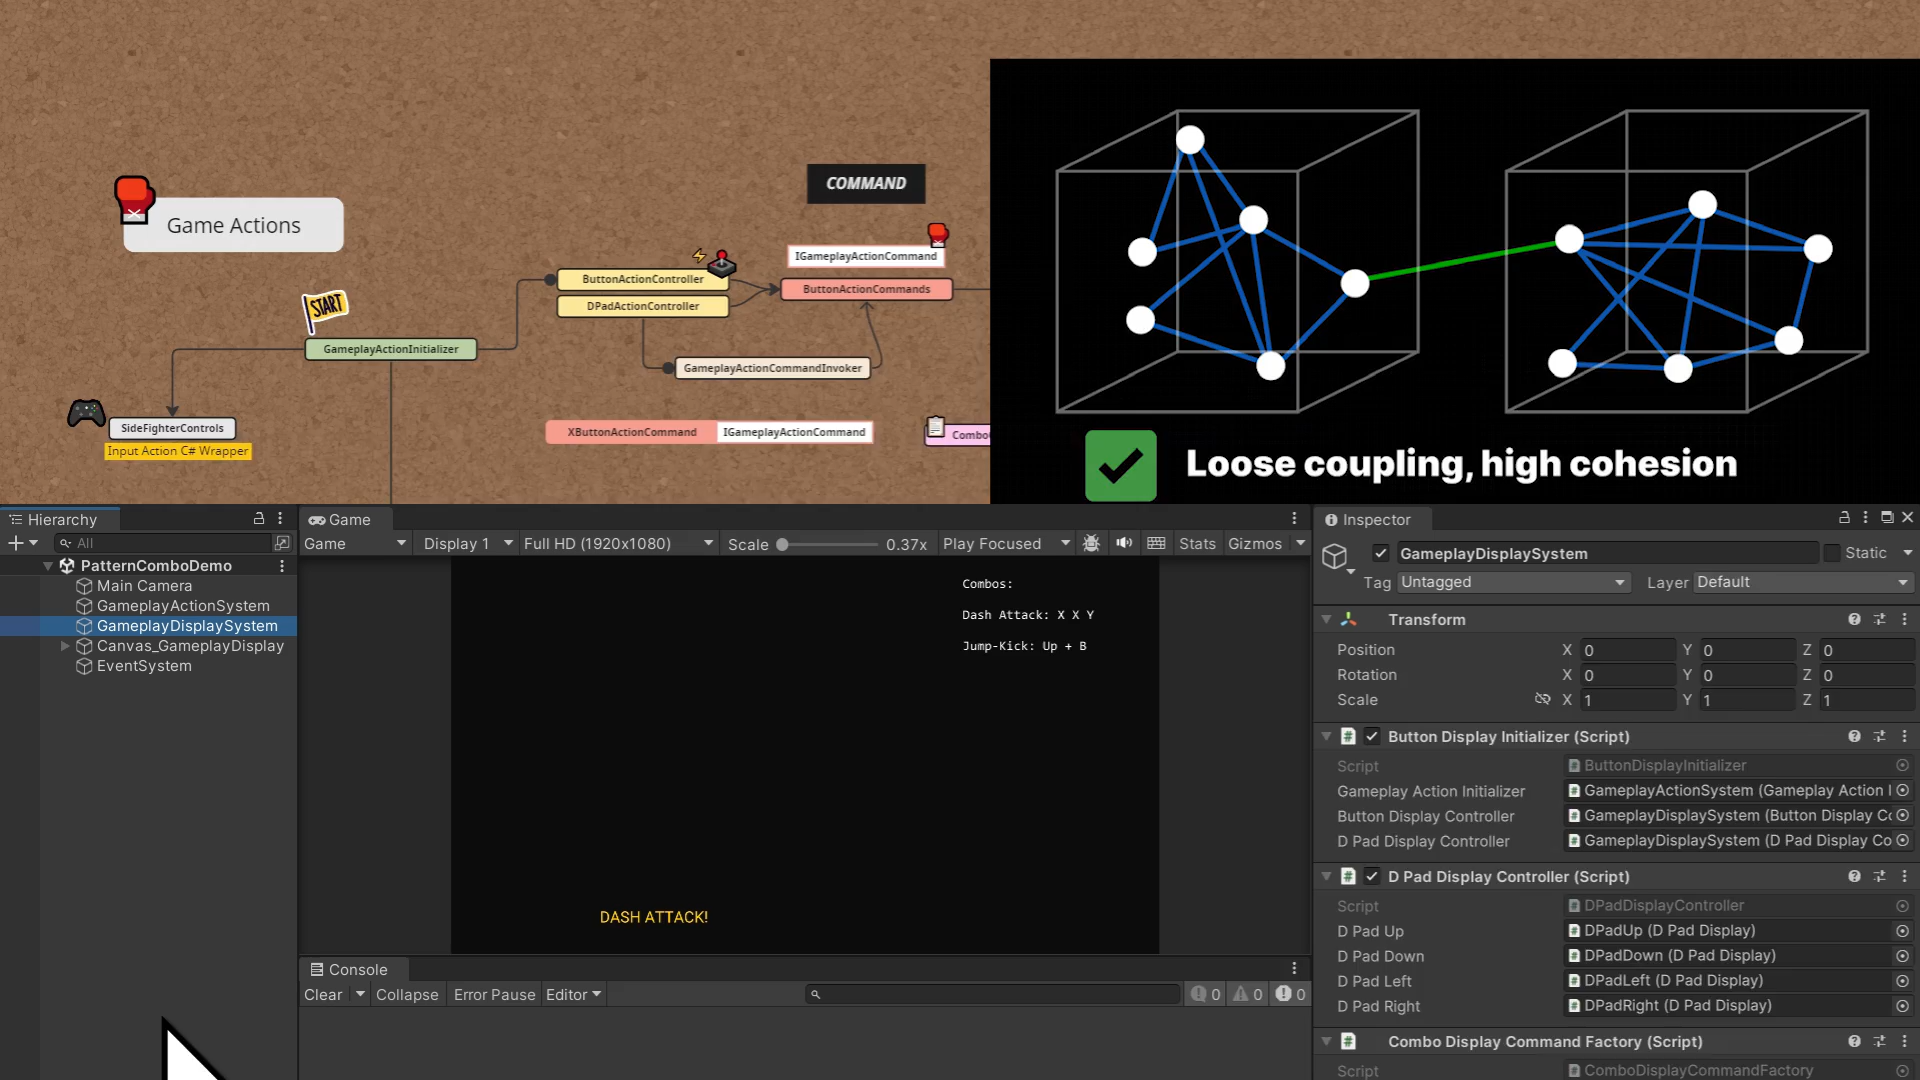 COMMAND
Game Actions
IGameplayActionCommand
ButtonActionController
ButtonActionCommands
DPadActionController
START
GameplayActionInitializer
GameplayActionCommandInvoker
SideFighterControls
Input Action C# Wrapper
XButtonActionCommand
IGameplayActionCommand
Loose coupling, high cohesion
Hierarchy
All
PatternComboDemo
Main Camera
GameplayActionSystem
GameplayDisplaySystem
Canvas_GameplayDisplay
EventSystem
Game
Game
Display 1
Full HD (1920x1080)
Scale
0.37x
Play Focused
Stats
Gizmos
Combos:
Dash Attack: X X Y
Jump-Kick: Up + B
DASH ATTACK!
Console
Clear
Collapse
Error Pause
Editor
0
0
0
Inspector
GameplayDisplaySystem
Static
Tag Untagged
Layer Default
Transform
Position X 0 Y 0 Z 0
Rotation X 0 Y 0 Z 0
Scale X 1 Y 1 Z 1
Button Display Initializer (Script)
Script ButtonDisplayInitializer
Gameplay Action Initializer GameplayActionSystem (Gameplay Action
Button Display Controller GameplayDisplaySystem (Button Display
D Pad Display Controller GameplayDisplaySystem (D Pad Display Co
D Pad Display Controller (Script)
Script DPadDisplayController
D Pad Up DPadUp (D Pad Display)
D Pad Down DPadDown (D Pad Display)
D Pad Left DPadLeft (D Pad Display)
D Pad Right DPadRight (D Pad Display)
Combo Display Command Factory (Script)
Script ComboDisplayCommandFactory